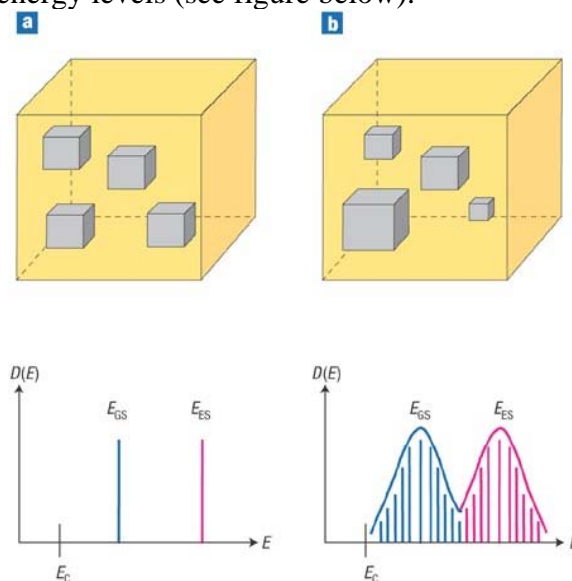 energy levels (see figure below).
a
b
D(E)
E_GS
E_ES
E
E_C
D(E)
E_GS
E_ES
E_C